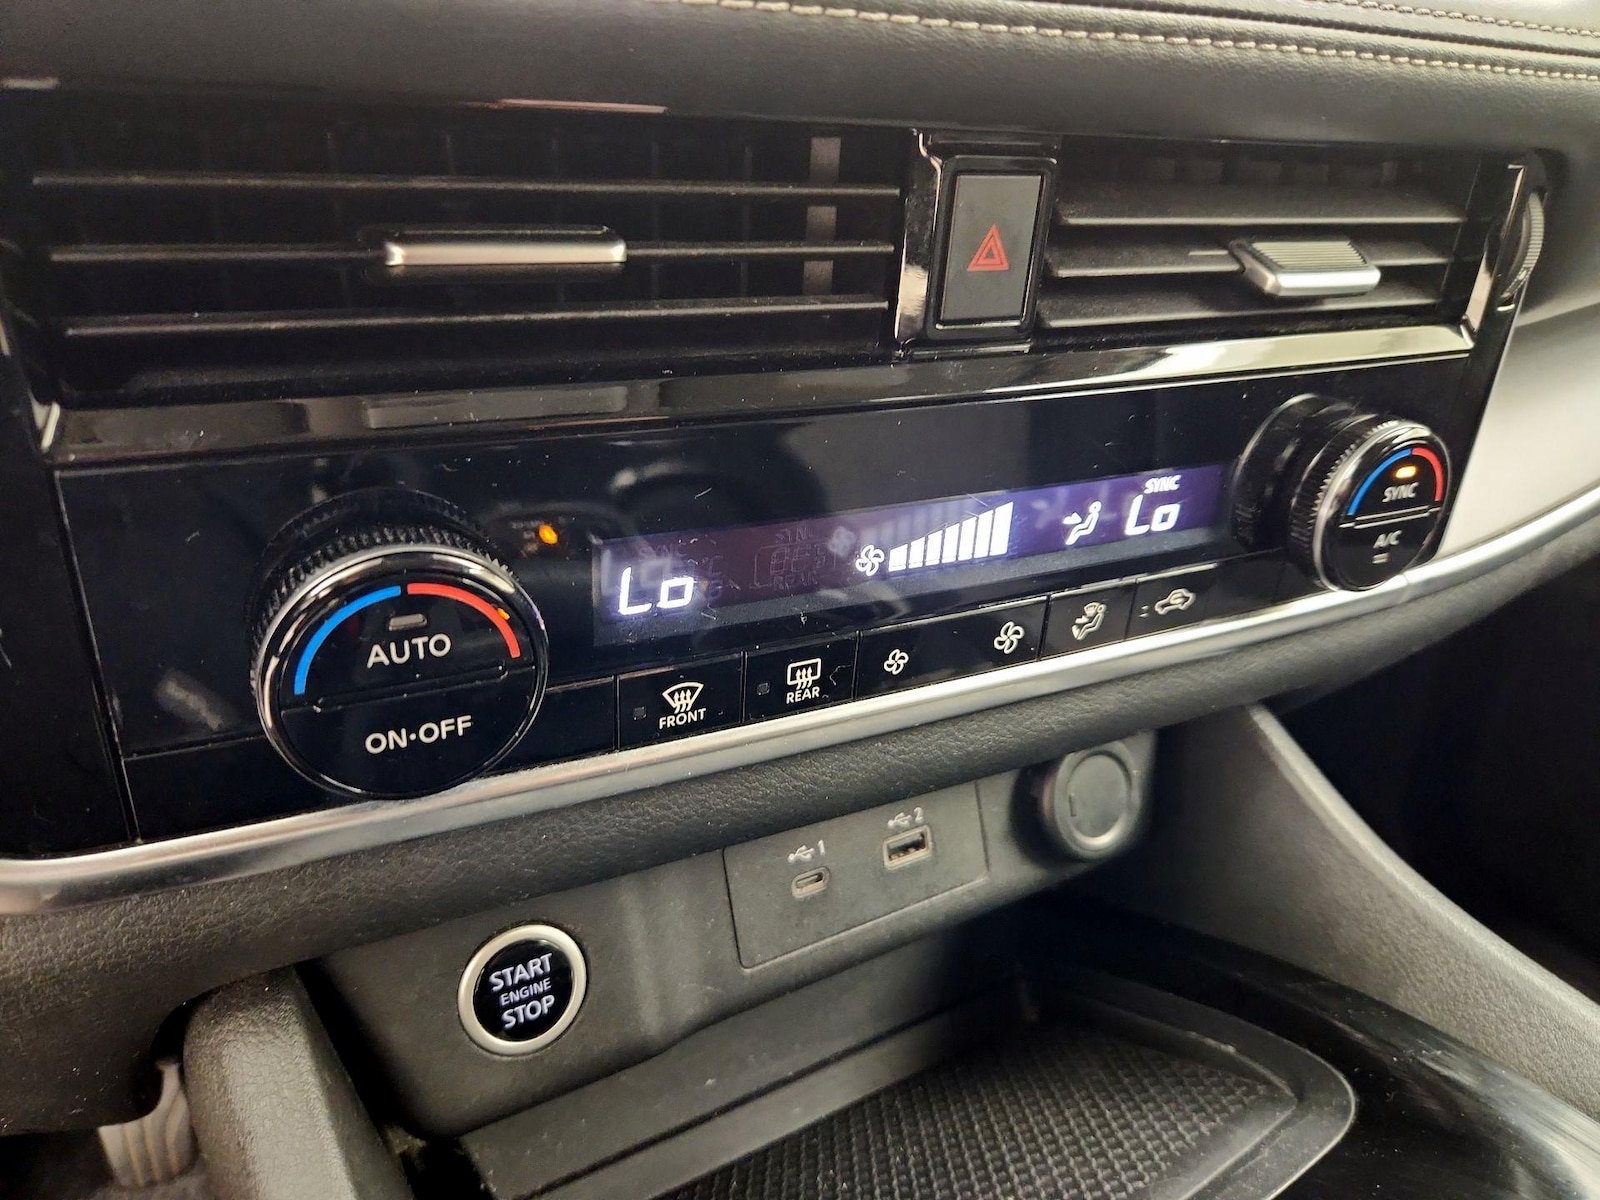 SYNC
Lo
Lo
SYNC
A/C
AUTO
ON·OFF
FRONT
REAR
1
2
START
ENGINE
STOP